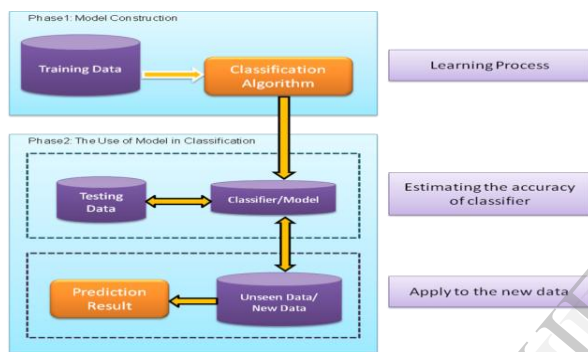 Phase1: Model Construction
Training Data
Classification
Algorithm
Learning Process
Phase2: The Use of Model in Classification
Testing
Data
Classifier/Model
Estimating the accuracy
of classifier
Prediction
Result
Unseen Data/
New Data
Apply to the new data